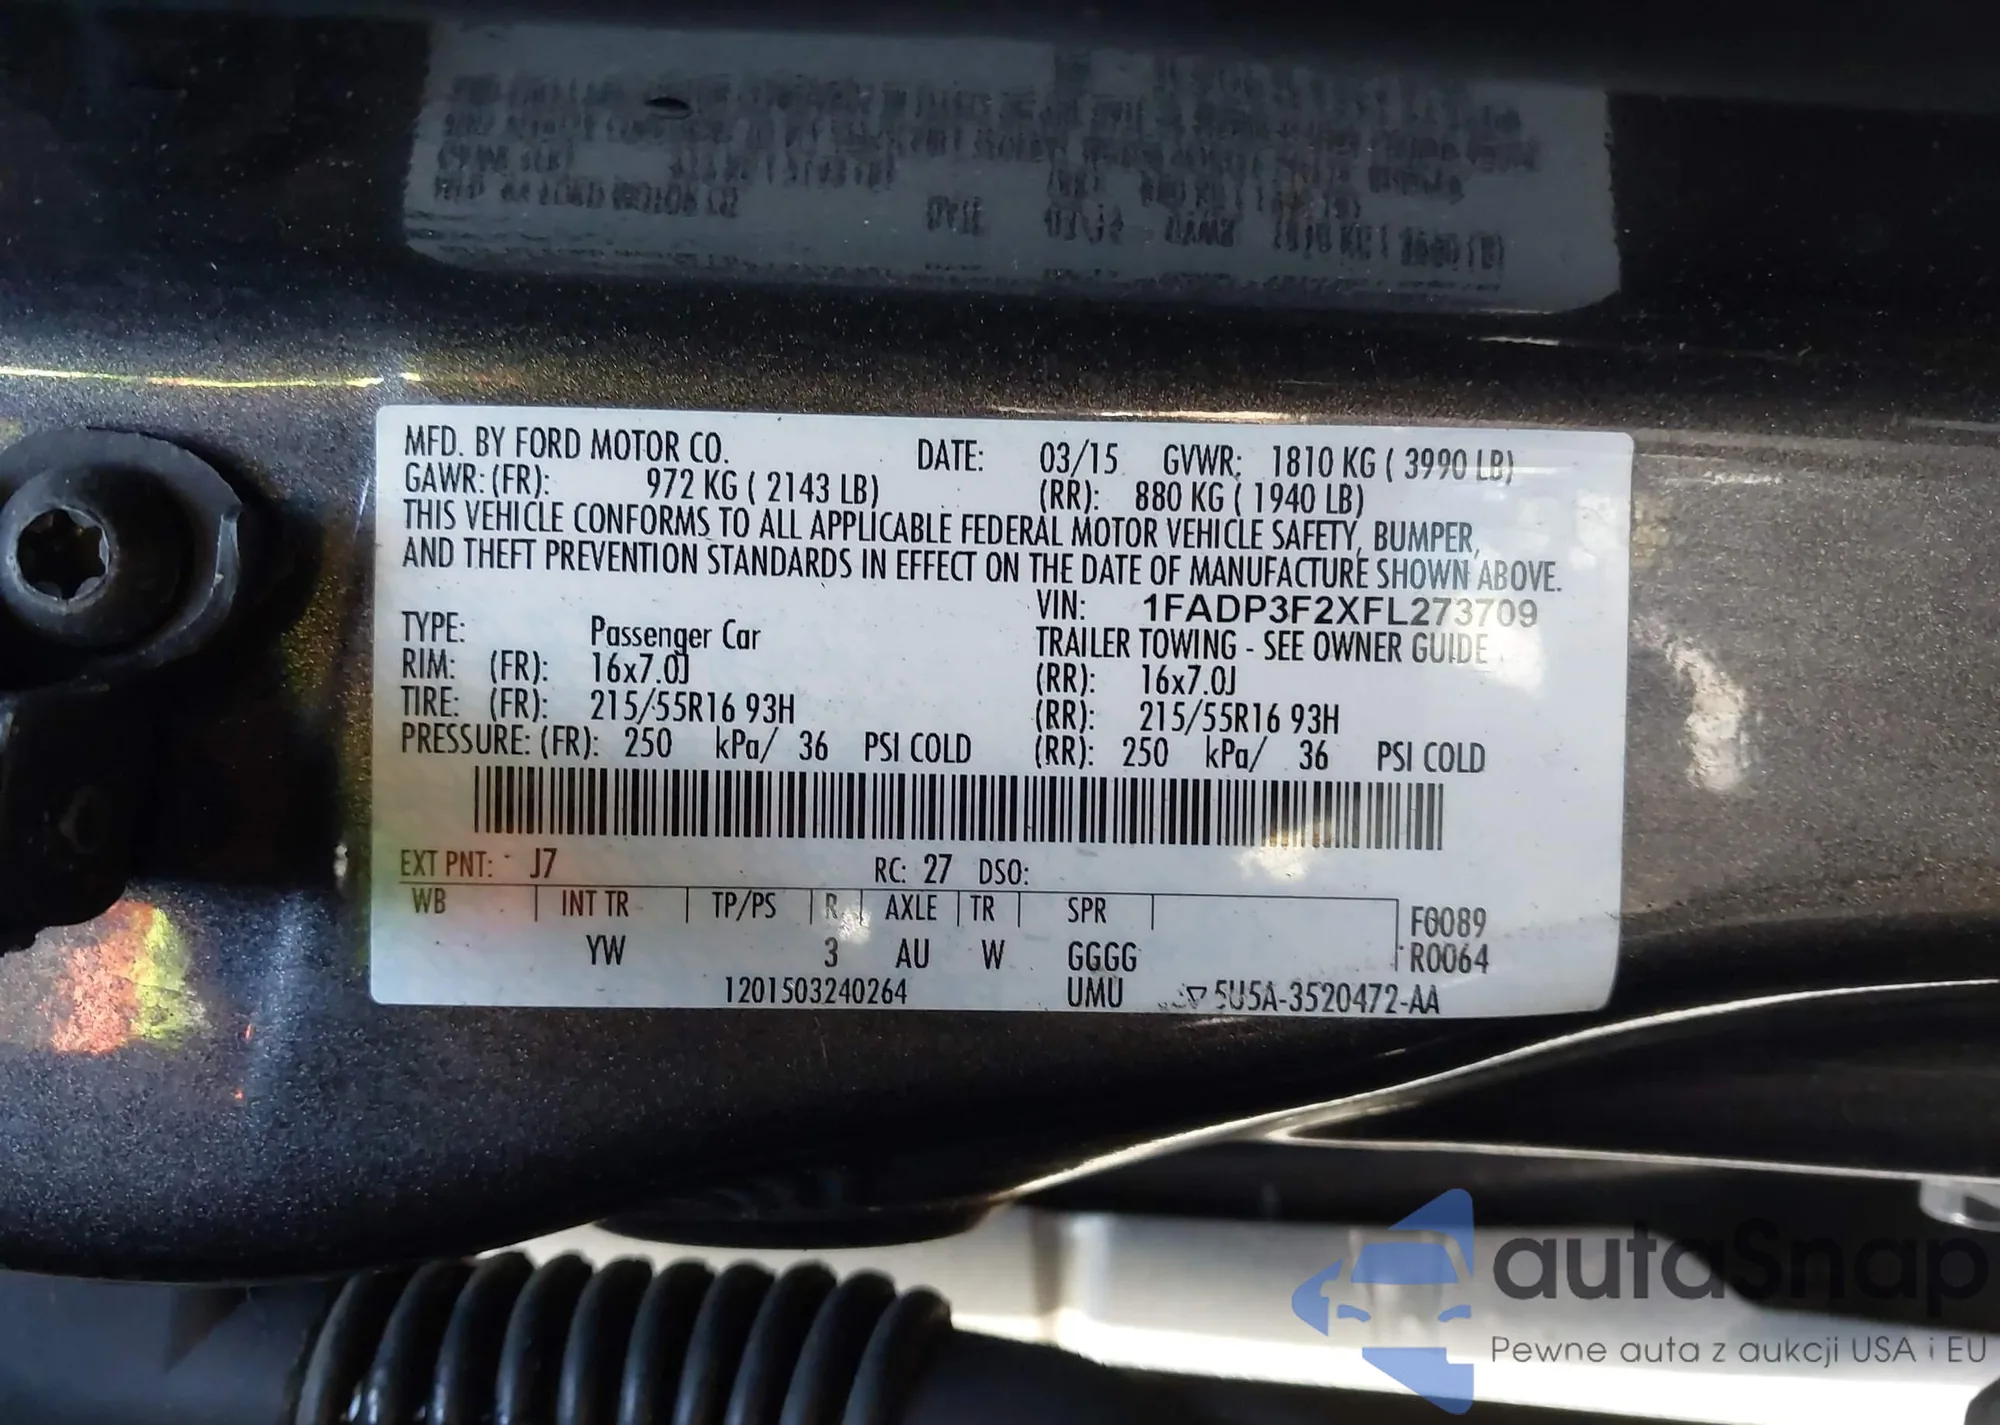 MFD. BY FORD MOTOR CO. DATE: 03/15 GVWR: 1810 KG ( 3990 LB)
GAWR: (FR): 972 KG ( 2143 LB) (RR): 880 KG ( 1940 LB)
THIS VEHICLE CONFORMS TO ALL APPLICABLE FEDERAL MOTOR VEHICLE SAFETY, BUMPER,
AND THEFT PREVENTION STANDARDS IN EFFECT ON THE DATE OF MANUFACTURE SHOWN ABOVE.
VIN: 1FADP3F2XFL273709
TYPE: Passenger Car TRAILER TOWING - SEE OWNER GUIDE
RIM: (FR): 16x7.0J (RR): 16x7.0J
TIRE: (FR): 215/55R16 93H (RR): 215/55R16 93H
PRESSURE: (FR): 250 kPa/ 36 PSI COLD (RR): 250 kPa/ 36 PSI COLD
EXT PNT: J7 RC: 27 DSO:
WB INT TR TP/PS R AXLE TR SPR F0089
YW 3 AU W GGGG R0064
1201503240264 UMU 5U5A-3520472-AA
autaSnap
Pewne auta z aukcji USA i EU